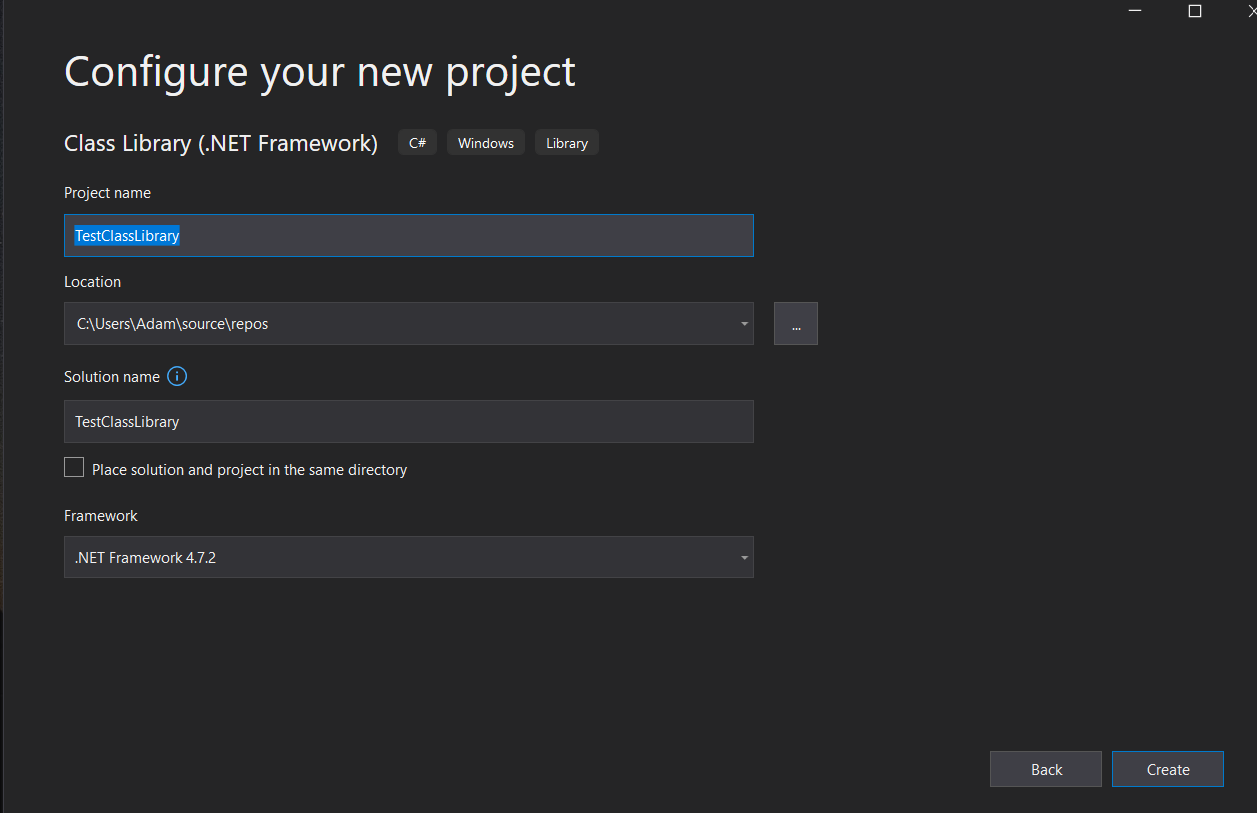 Configure your new project
Class Library (.NET Framework) C# Windows Library
Project name
TestClassLibrary
Location
C:\Users\Adam\source\repos
...
Solution name
TestClassLibrary
Place solution and project in the same directory
Framework
.NET Framework 4.7.2
Back Create